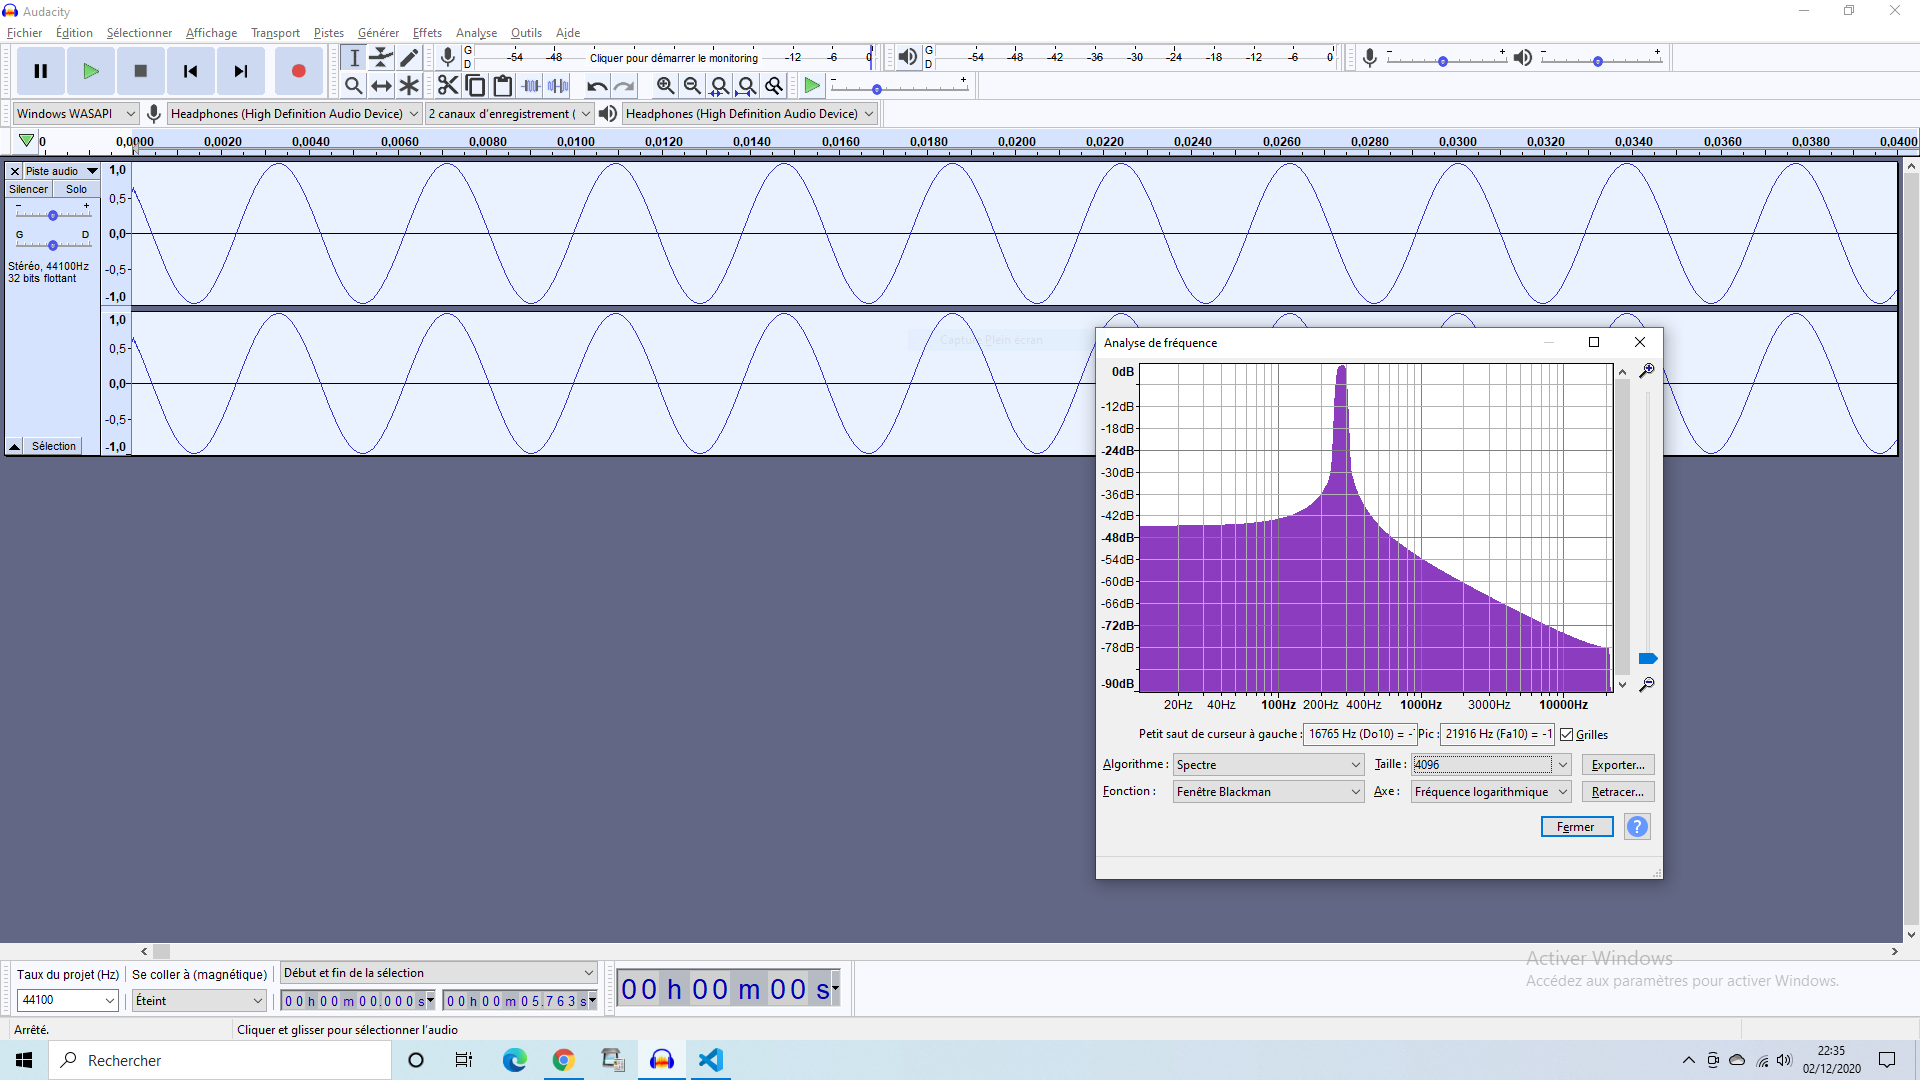 Audacity
Fichier Édition Sélectionner Affichage Transport Pistes Générer Effets Analyse Outils Aide
G
D
-54 -48 Cliquer pour démarrer le monitoring -12 -6 0
G
D
-54 -48 -42 -36 -30 -24 -18 -12 -6 0
- +
- +
- +
Windows WASAPI
Headphones (High Definition Audio Device)
2 canaux d'enregistrement (
Headphones (High Definition Audio Device)
0 0,0000 0,0020 0,0040 0,0060 0,0080 0,0100 0,0120 0,0140 0,0160 0,0180 0,0200 0,0220 0,0240 0,0260 0,0280 0,0300 0,0320 0,0340 0,0360 0,0380 0,0400
Piste audio
Silencer Solo
- +
G D
Stéréo, 44100Hz
32 bits flottant
Sélection
1,0
0,5
0,0
-0,5
-1,0
1,0
0,5
0,0
-0,5
-1,0
Capture Plein écran
Analyse de fréquence
0dB
-12dB
-18dB
-24dB
-30dB
-36dB
-42dB
-48dB
-54dB
-60dB
-66dB
-72dB
-78dB
-90dB
20Hz 40Hz 100Hz 200Hz 400Hz 1000Hz 3000Hz 10000Hz
Petit saut de curseur à gauche : 16765 Hz (Do10) = - Pic : 21916 Hz (Fa10) = -1 Grilles
Algorithme : Spectre Taille : 4096 Exporter...
Fonction : Fenêtre Blackman Axe : Fréquence logarithmique Retracer...
Fermer ?
Taux du projet (Hz) Se coller à (magnétique) Début et fin de la sélection
44100 Éteint 00 h 00 m 00.000 s 00 h 00 m 05.763 s
00 h 00 m 00 s
Activer Windows
Accédez aux paramètres pour activer Windows.
Arrêté. Cliquer et glisser pour sélectionner l'audio
Rechercher
22:35
02/12/2020